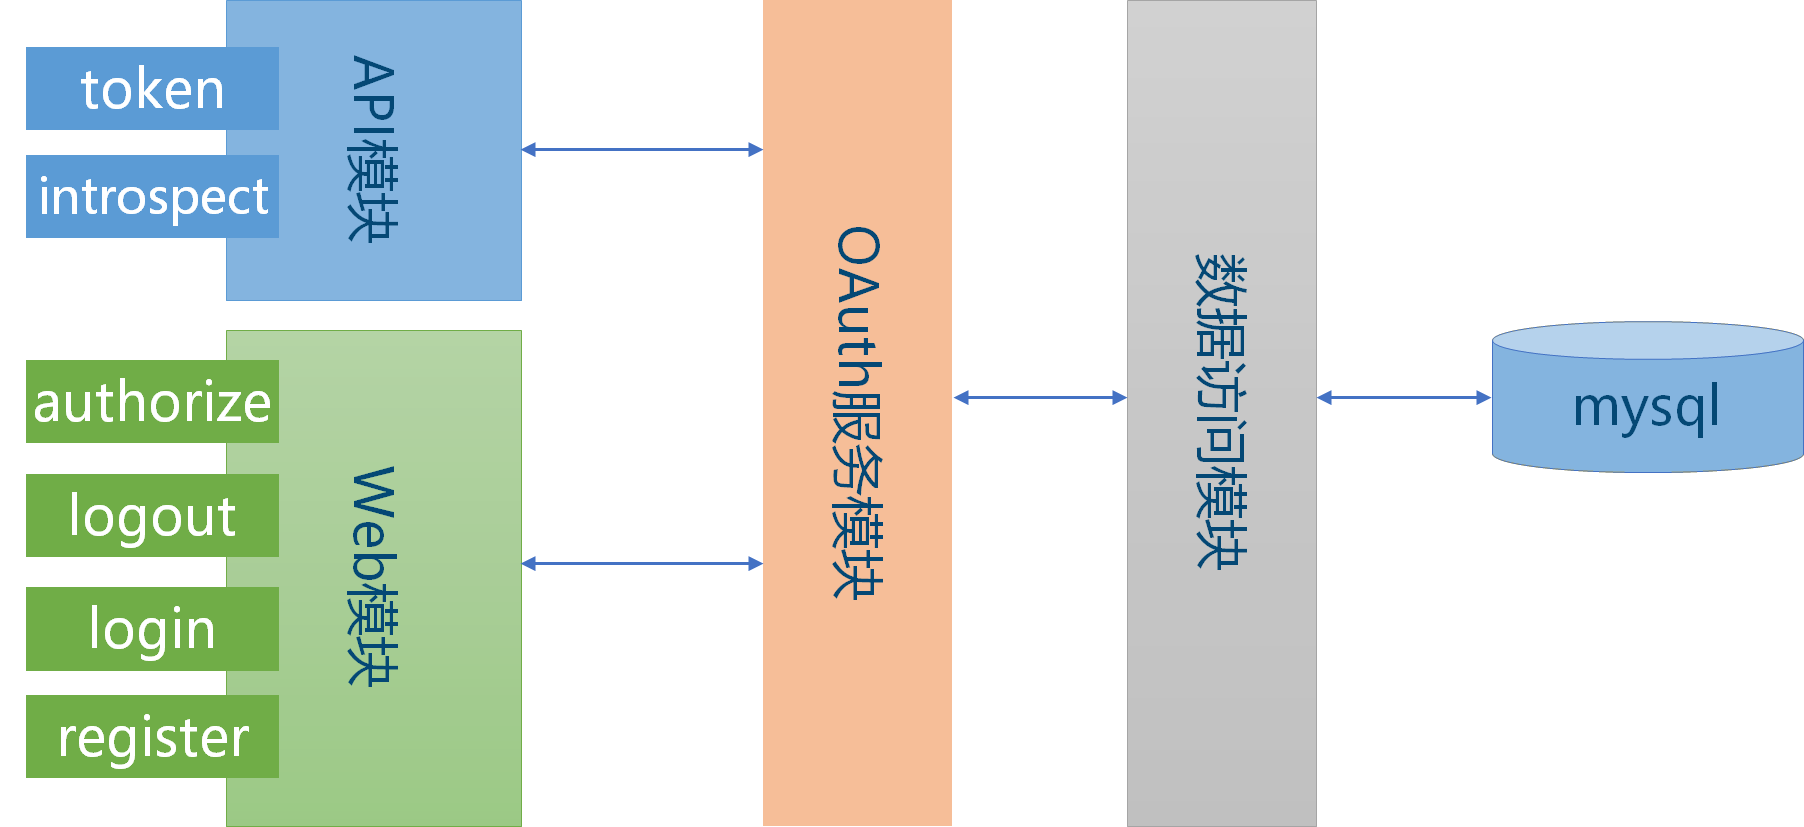 token
introspect
API模块
authorize
logout
login
register
Web模块
OAuth服务模块
数据访问模块
mysql